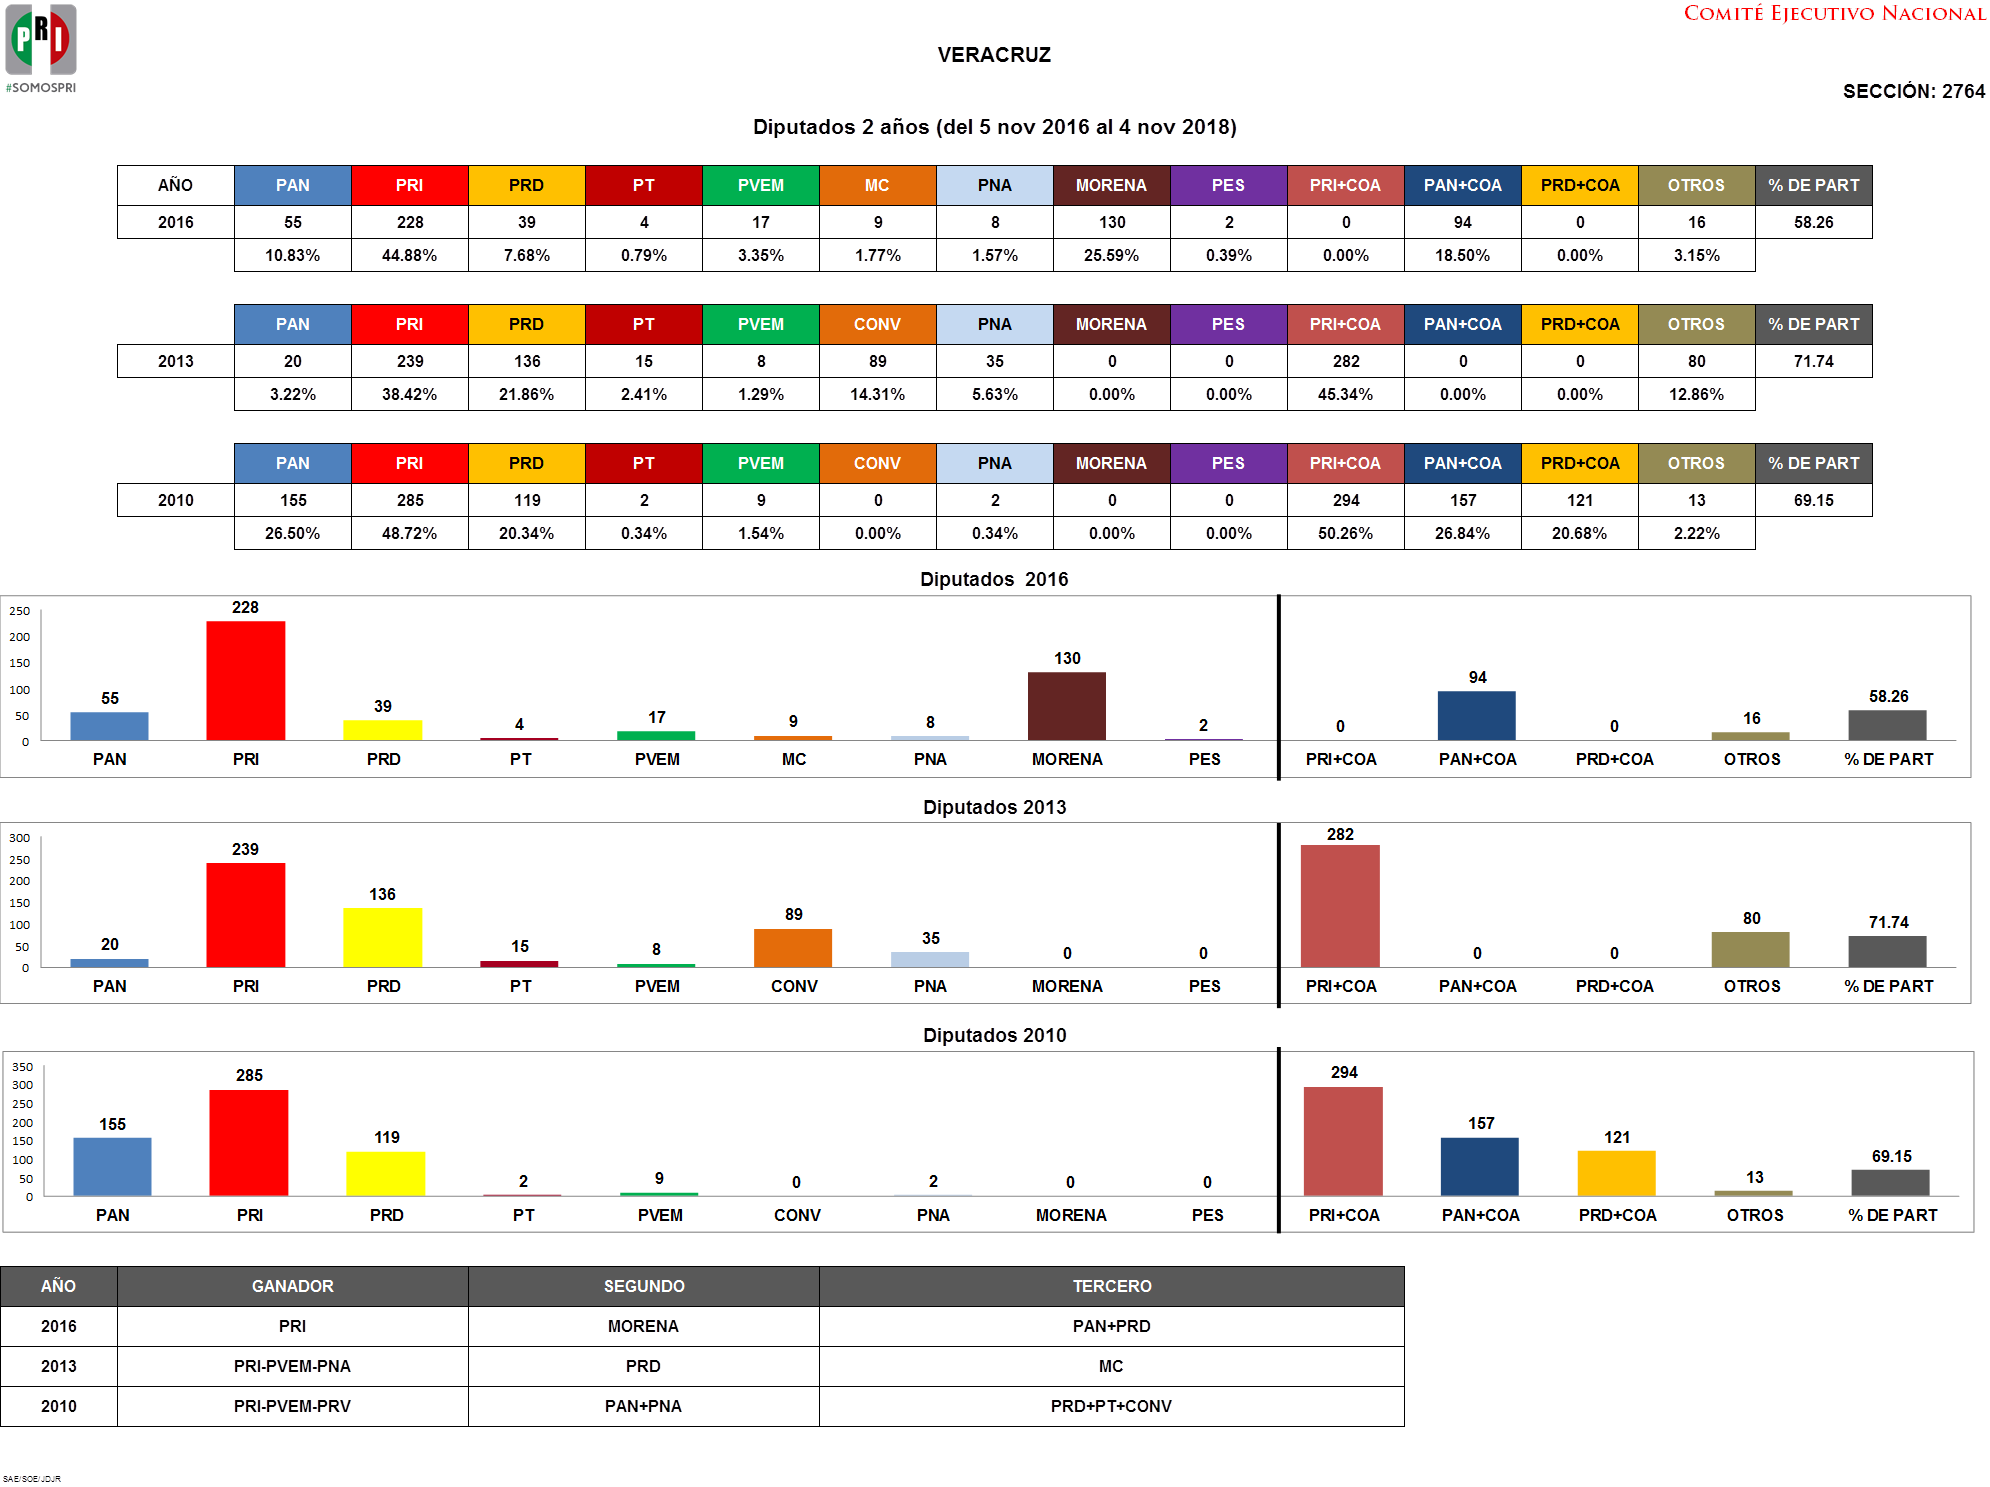 PRI
#SOMOSPRI
COMITÉ EJECUTIVO NACIONAL
VERACRUZ
SECCIÓN: 2764
Diputados 2 años (del 5 nov 2016 al 4 nov 2018)
AÑO PAN PRI PRD PT PVEM MC PNA MORENA PES PRI+COA PAN+COA PRD+COA OTROS % DE PART
2016 55 228 39 4 17 9 8 130 2 0 94 0 16 58.26
10.83% 44.88% 7.68% 0.79% 3.35% 1.77% 1.57% 25.59% 0.39% 0.00% 18.50% 0.00% 3.15%
PAN PRI PRD PT PVEM CONV PNA MORENA PES PRI+COA PAN+COA PRD+COA OTROS % DE PART
2013 20 239 136 15 8 89 35 0 0 282 0 0 80 71.74
3.22% 38.42% 21.86% 2.41% 1.29% 14.31% 5.63% 0.00% 0.00% 45.34% 0.00% 0.00% 12.86%
PAN PRI PRD PT PVEM CONV PNA MORENA PES PRI+COA PAN+COA PRD+COA OTROS % DE PART
2010 155 285 119 2 9 0 2 0 0 294 157 121 13 69.15
26.50% 48.72% 20.34% 0.34% 1.54% 0.00% 0.34% 0.00% 0.00% 50.26% 26.84% 20.68% 2.22%
Diputados 2016
250
200
150
100
50
0
55 228 39 4 17 9 8 130 2 0 94 0 16 58.26
PAN PRI PRD PT PVEM MC PNA MORENA PES PRI+COA PAN+COA PRD+COA OTROS % DE PART
Diputados 2013
300
250
200
150
100
50
0
20 239 136 15 8 89 35 0 0 282 0 0 80 71.74
PAN PRI PRD PT PVEM CONV PNA MORENA PES PRI+COA PAN+COA PRD+COA OTROS % DE PART
Diputados 2010
350
300
250
200
150
100
50
0
155 285 119 2 9 0 2 0 0 294 157 121 13 69.15
PAN PRI PRD PT PVEM CONV PNA MORENA PES PRI+COA PAN+COA PRD+COA OTROS % DE PART
AÑO GANADOR SEGUNDO TERCERO
2016 PRI MORENA PAN+PRD
2013 PRI-PVEM-PNA PRD MC
2010 PRI-PVEM-PRV PAN+PNA PRD+PT+CONV
SAE/SOE/JDJR